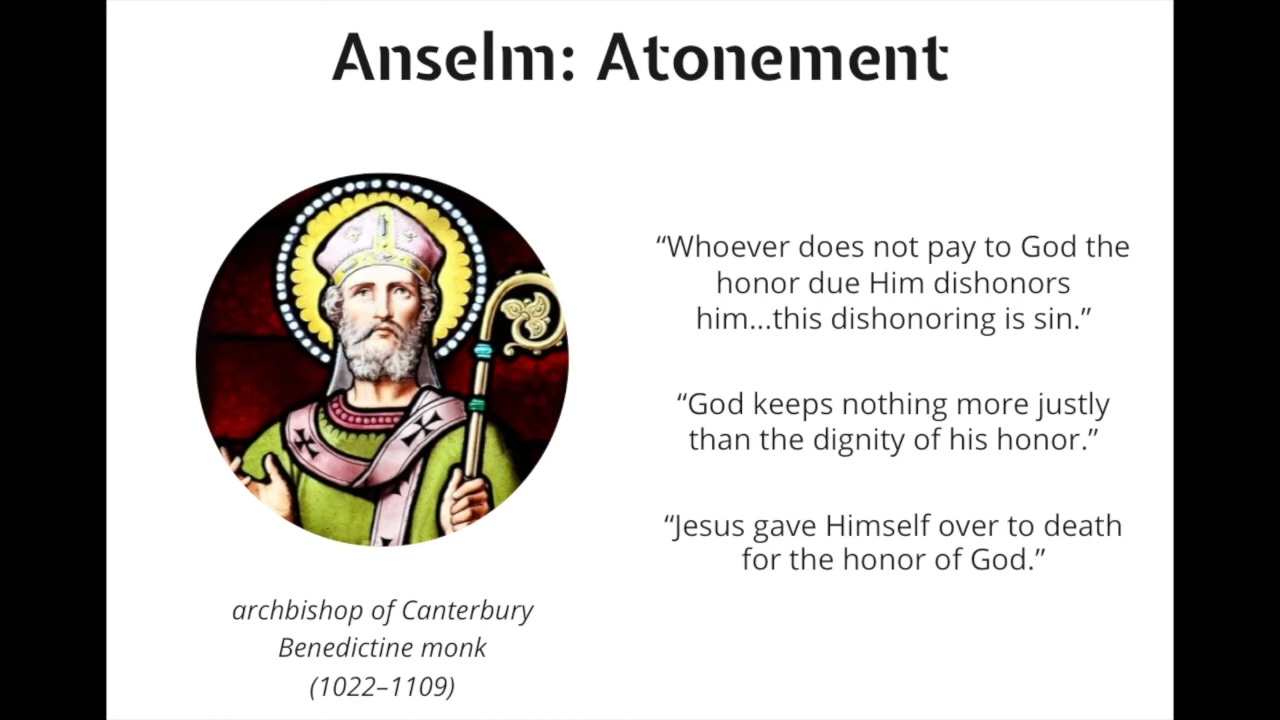 Anselm: Atonement
“Whoever does not pay to God the
honor due Him dishonors
him...this dishonoring is sin.”
“God keeps nothing more justly
than the dignity of his honor.”
“Jesus gave Himself over to death
for the honor of God.”
archbishop of Canterbury
Benedictine monk
(1022–1109)